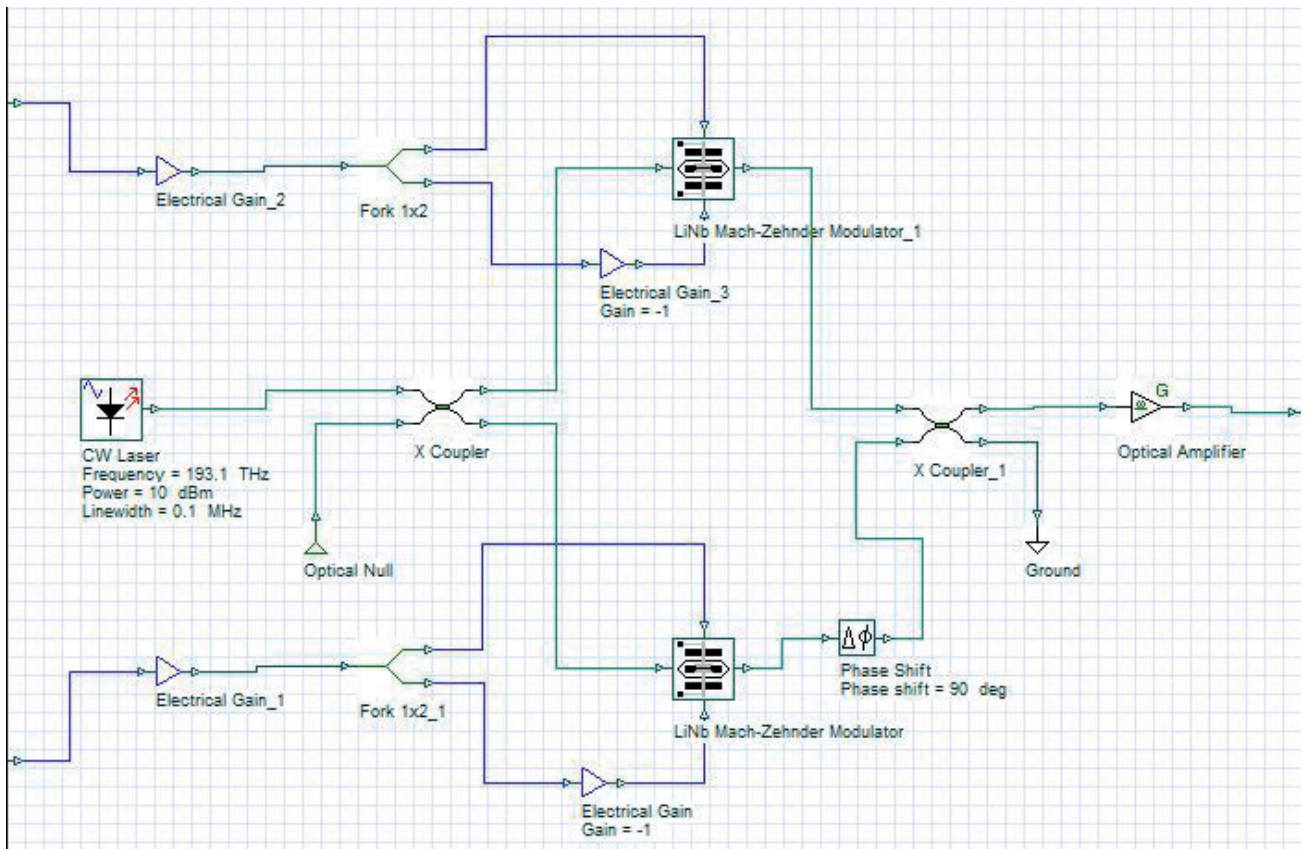 Electrical Gain_2
Fork 1x2
LiNb Mach-Zehnder Modulator_1
Electrical Gain_3
Gain = -1
CW Laser
Frequency = 193.1 THz
Power = 10 dBm
Linewidth = 0.1 MHz
X Coupler
X Coupler_1
G
Optical Amplifier
Optical Null
Ground
Electrical Gain_1
Fork 1x2_1
LiNb Mach-Zehnder Modulator
Phase Shift
Phase shift = 90 deg
Electrical Gain
Gain = -1